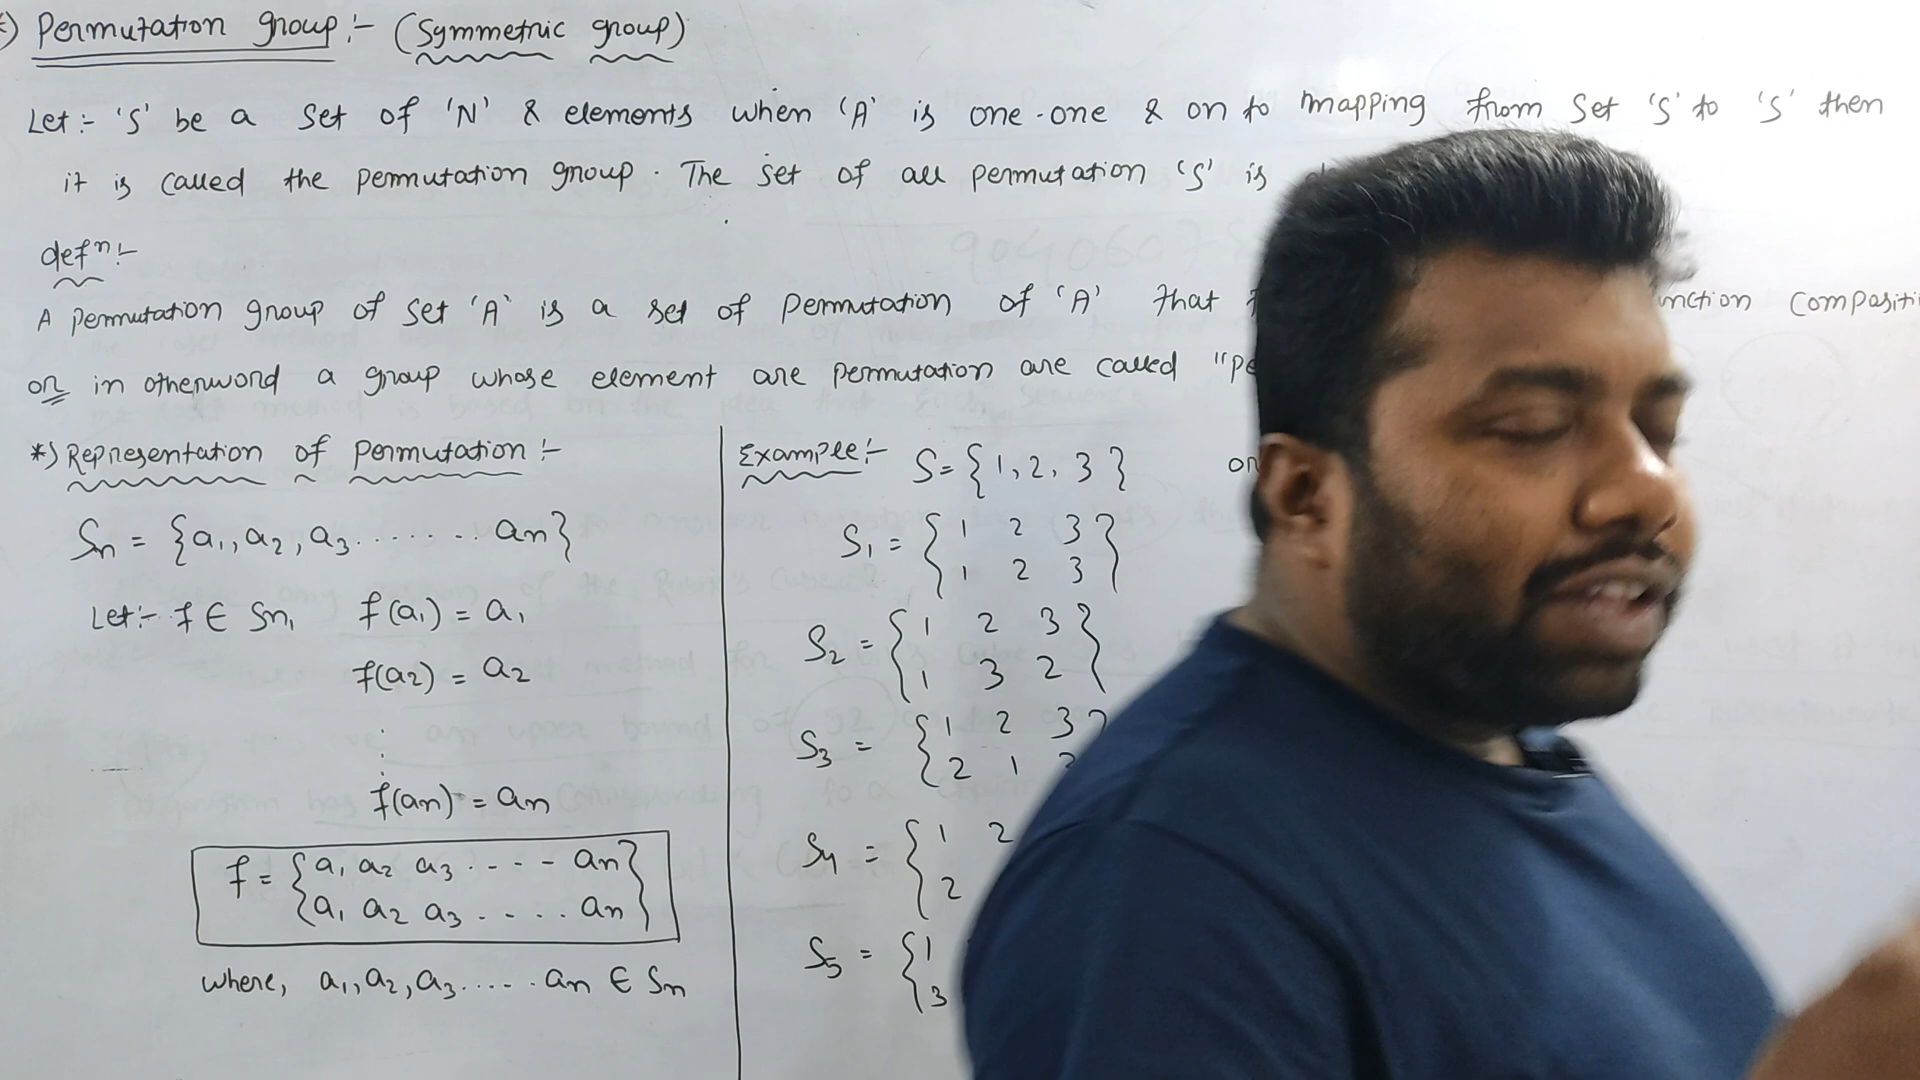 *) Permutation group :- (Symmetric group)
Let :- 'S' be a set of 'N' & elements when 'A' is one-one & on to mapping from set 'S' to 'S' then
it is called the permutation group. The set of all permutation 'S' is
defn :-
A permutation group of set 'A' is a set of permutation of 'A' that
nction compositi
or in otherword a group whose element are permutation are called "pe
*) Representation of Permutation :-
Sn = {a1, a2, a3 ....... an}
Let :- f ∈ Sn, f(a1) = a1
f(a2) = a2
⋮
f(an) = an
f = {a1 a2 a3 ---- an}
{a1 a2 a3 ..... an}
where, a1, a2, a3 ..... an ∈ Sn
Example :- S = {1, 2, 3} or
S1 = {1 2 3}
{1 2 3}
S2 = {1 2 3}
{1 3 2}
S3 = {1 2 3}
{2 1
S4 = {1 2
{2
S5 = {1
{3